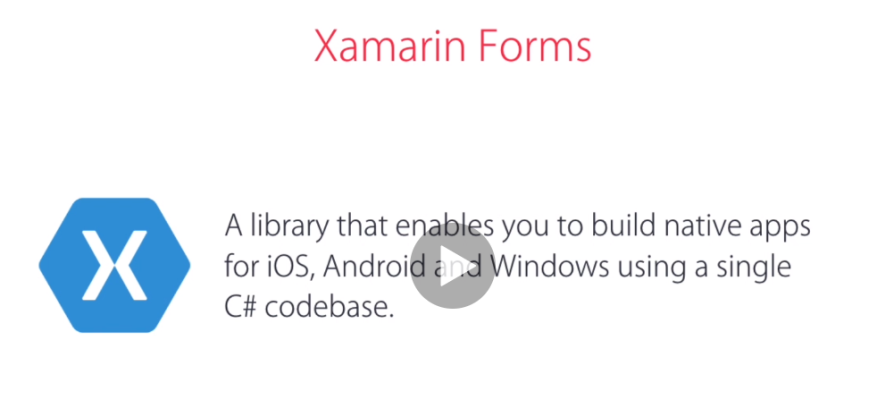 Xamarin Forms
A library that enables you to build native apps
for iOS, Android and Windows using a single
C# codebase.